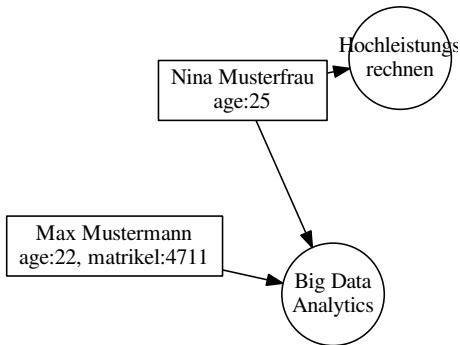 Hochleistungs
rechnen
Nina Musterfrau
age:25
Max Mustermann
age:22, matrikel:4711
Big Data
Analytics